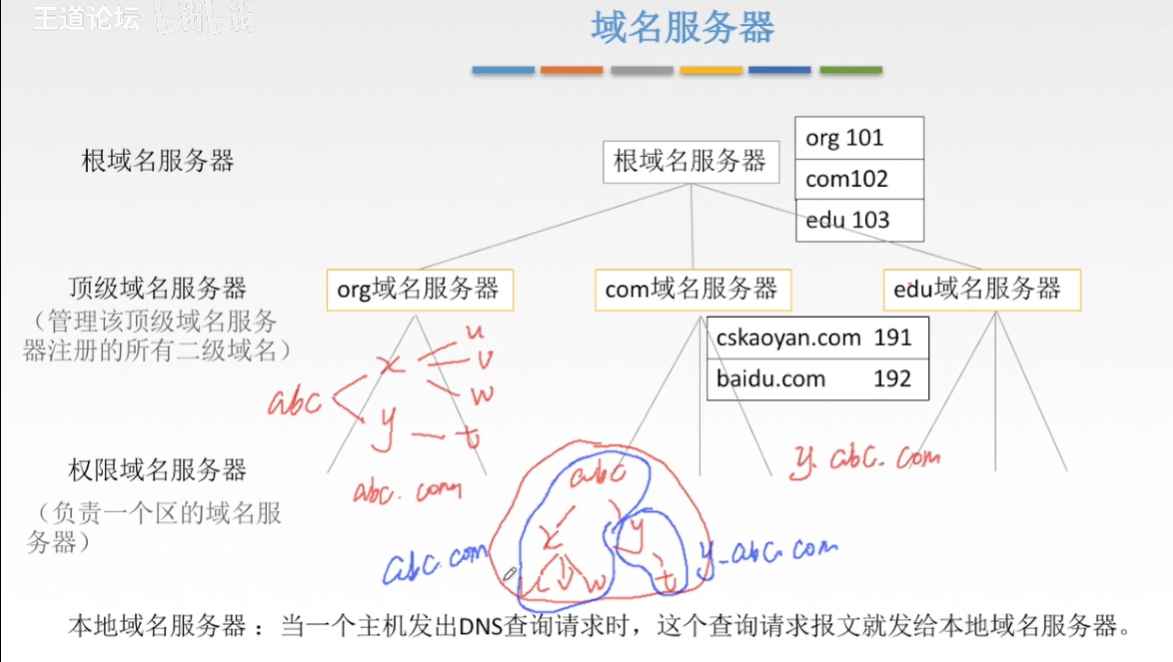 王道论坛 bilibili
域名服务器
根域名服务器
根域名服务器
org 101
com102
edu 103
顶级域名服务器
（管理该顶级域名服务
器注册的所有二级域名）
org域名服务器
com域名服务器
edu域名服务器
cskaoyan.com 191
baidu.com 192
abc
x
u
v
w
y
t
abc.com
权限域名服务器
（负责一个区的域名服
务器）
y.abc.com
abc
x
y
v
w
t
abc.com
y.abc.com
本地域名服务器：当一个主机发出DNS查询请求时，这个查询请求报文就发给本地域名服务器。